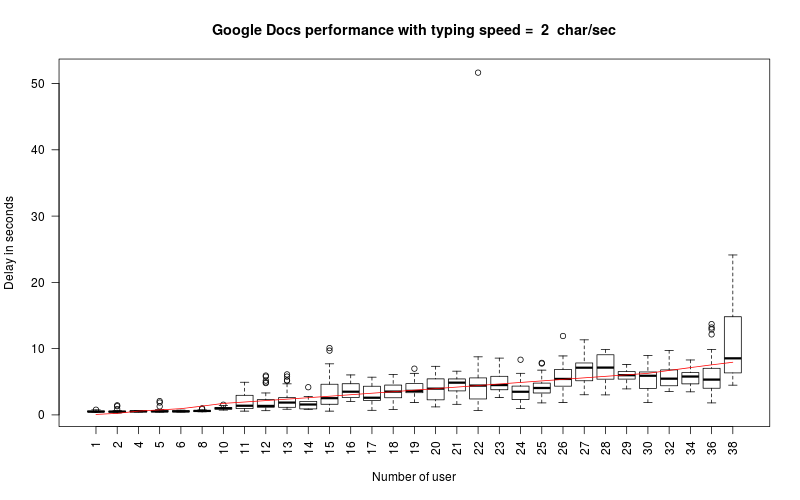 Google Docs performance with typing speed =  2  char/sec
50
40
30
20
10
0
Delay in seconds
1 2 4 5 6 8 10 11 12 13 14 15 16 17 18 19 20 21 22 23 24 25 26 27 28 29 30 32 34 36 38
Number of user